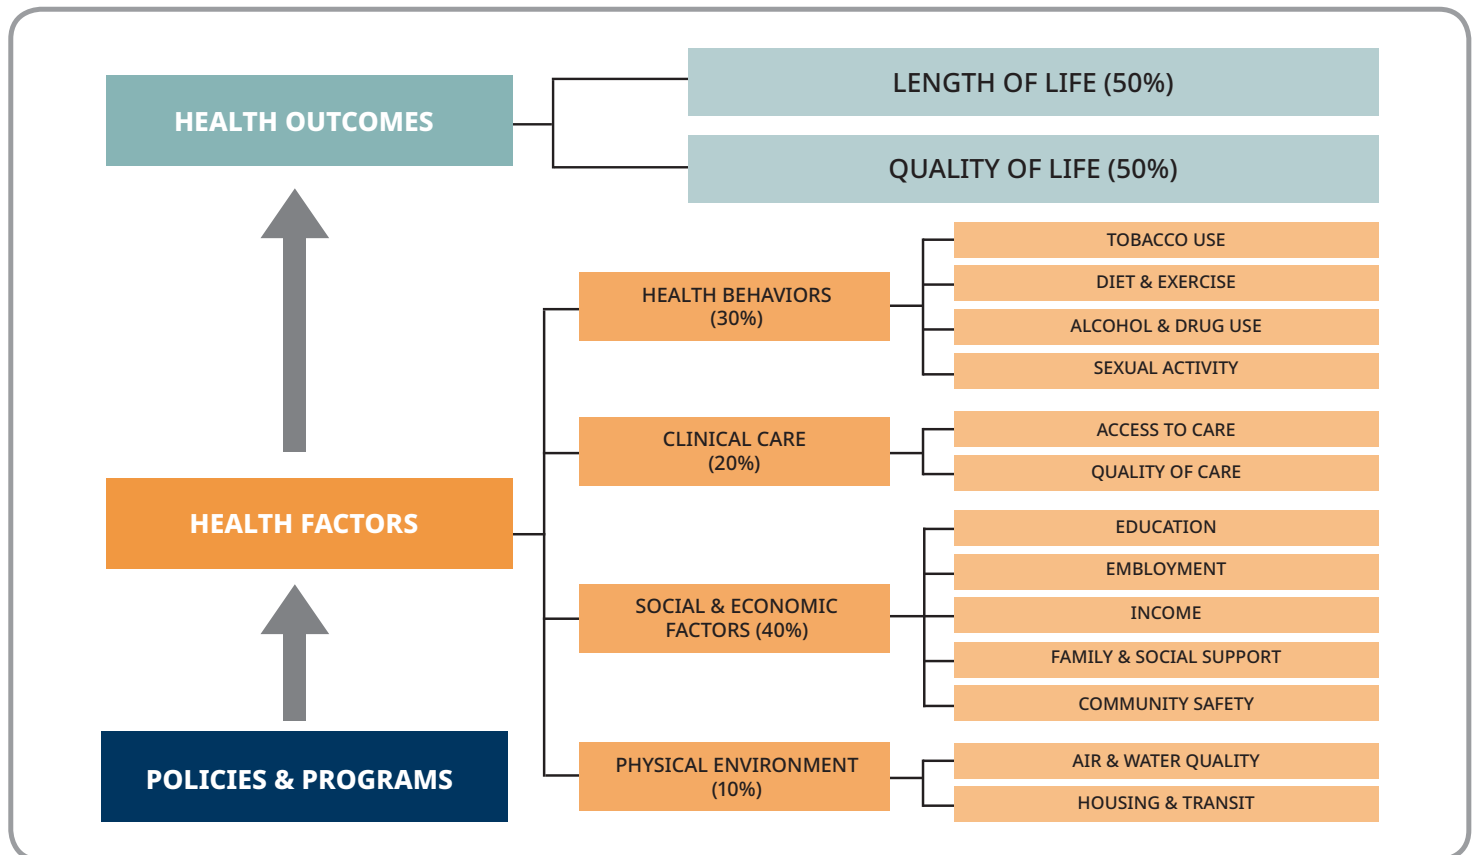 HEALTH OUTCOMES
LENGTH OF LIFE (50%)
QUALITY OF LIFE (50%)
HEALTH FACTORS
HEALTH BEHAVIORS
(30%)
TOBACCO USE
DIET & EXERCISE
ALCOHOL & DRUG USE
SEXUAL ACTIVITY
CLINICAL CARE
(20%)
ACCESS TO CARE
QUALITY OF CARE
SOCIAL & ECONOMIC
FACTORS (40%)
EDUCATION
EMBLOYMENT
INCOME
FAMILY & SOCIAL SUPPORT
COMMUNITY SAFETY
PHYSICAL ENVIRONMENT
(10%)
AIR & WATER QUALITY
HOUSING & TRANSIT
POLICIES & PROGRAMS